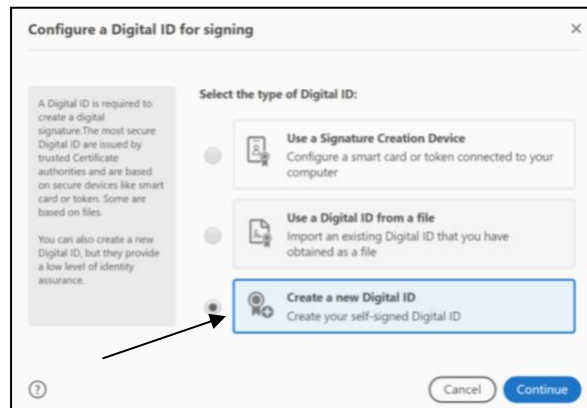 Configure a Digital ID for signing
A Digital ID is required to
create a digital
signature.The most secure
Digital ID are issued by
trusted Certificate
authorities and are based
on secure devices like smart
card or token. Some are
based on files.
You can also create a new
Digital ID, but they provide
a low level of identity
assurance.
Select the type of Digital ID:
Use a Signature Creation Device
Configure a smart card or token connected to your
computer
Use a Digital ID from a file
Import an existing Digital ID that you have
obtained as a file
Create a new Digital ID
Create your self-signed Digital ID
Cancel
Continue